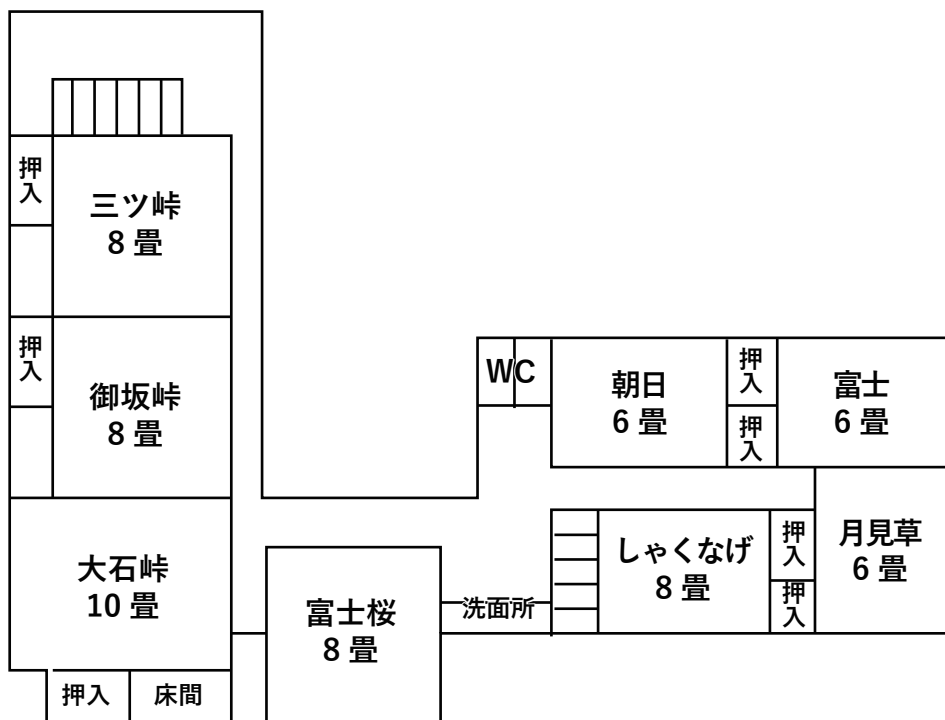 押入
三ツ峠
8 畳
押入
御坂峠
8 畳
大石峠
10 畳
押入
床間
富士桜
8 畳
洗面所
WC
朝日
6 畳
押入
押入
富士
6 畳
しゃくなげ
8 畳
押入
押入
月見草
6 畳